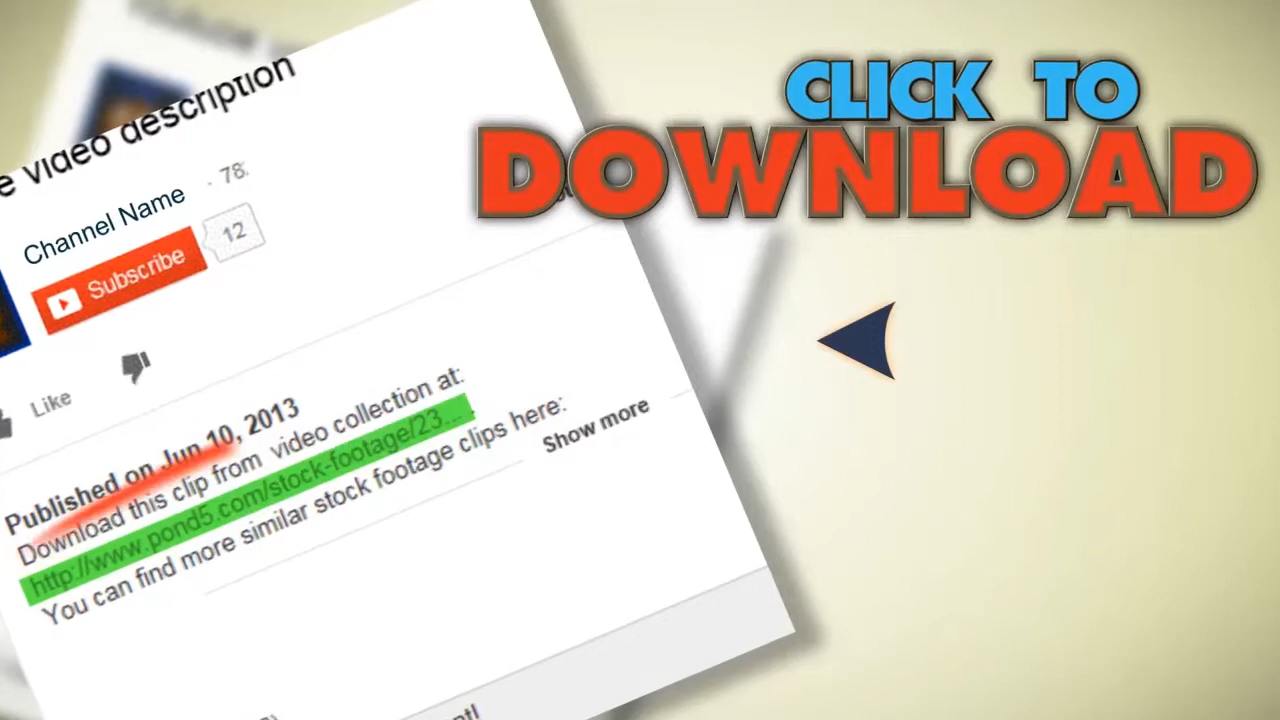 CLICK TO
DOWNLOAD
video description
Channel Name
Subscribe
12
Like
Published on Jun 10, 2013
Download this clip from video collection at:
http://www.pond5.com/stock-footage/23...
You can find more similar stock footage clips here:
Show more